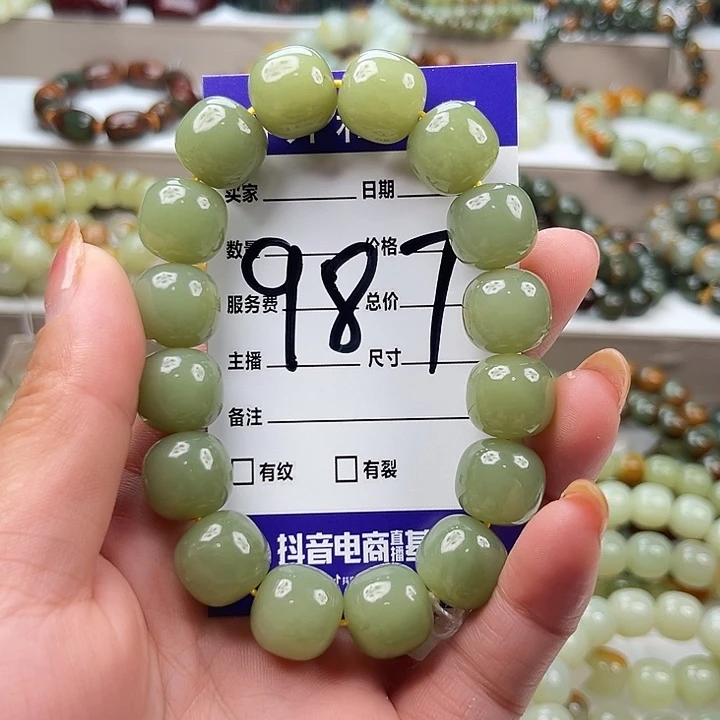 买家 日期
数量 价格
987
服务费 总价
主播 尺寸
备注
□有纹 □有裂
抖音电商直播基